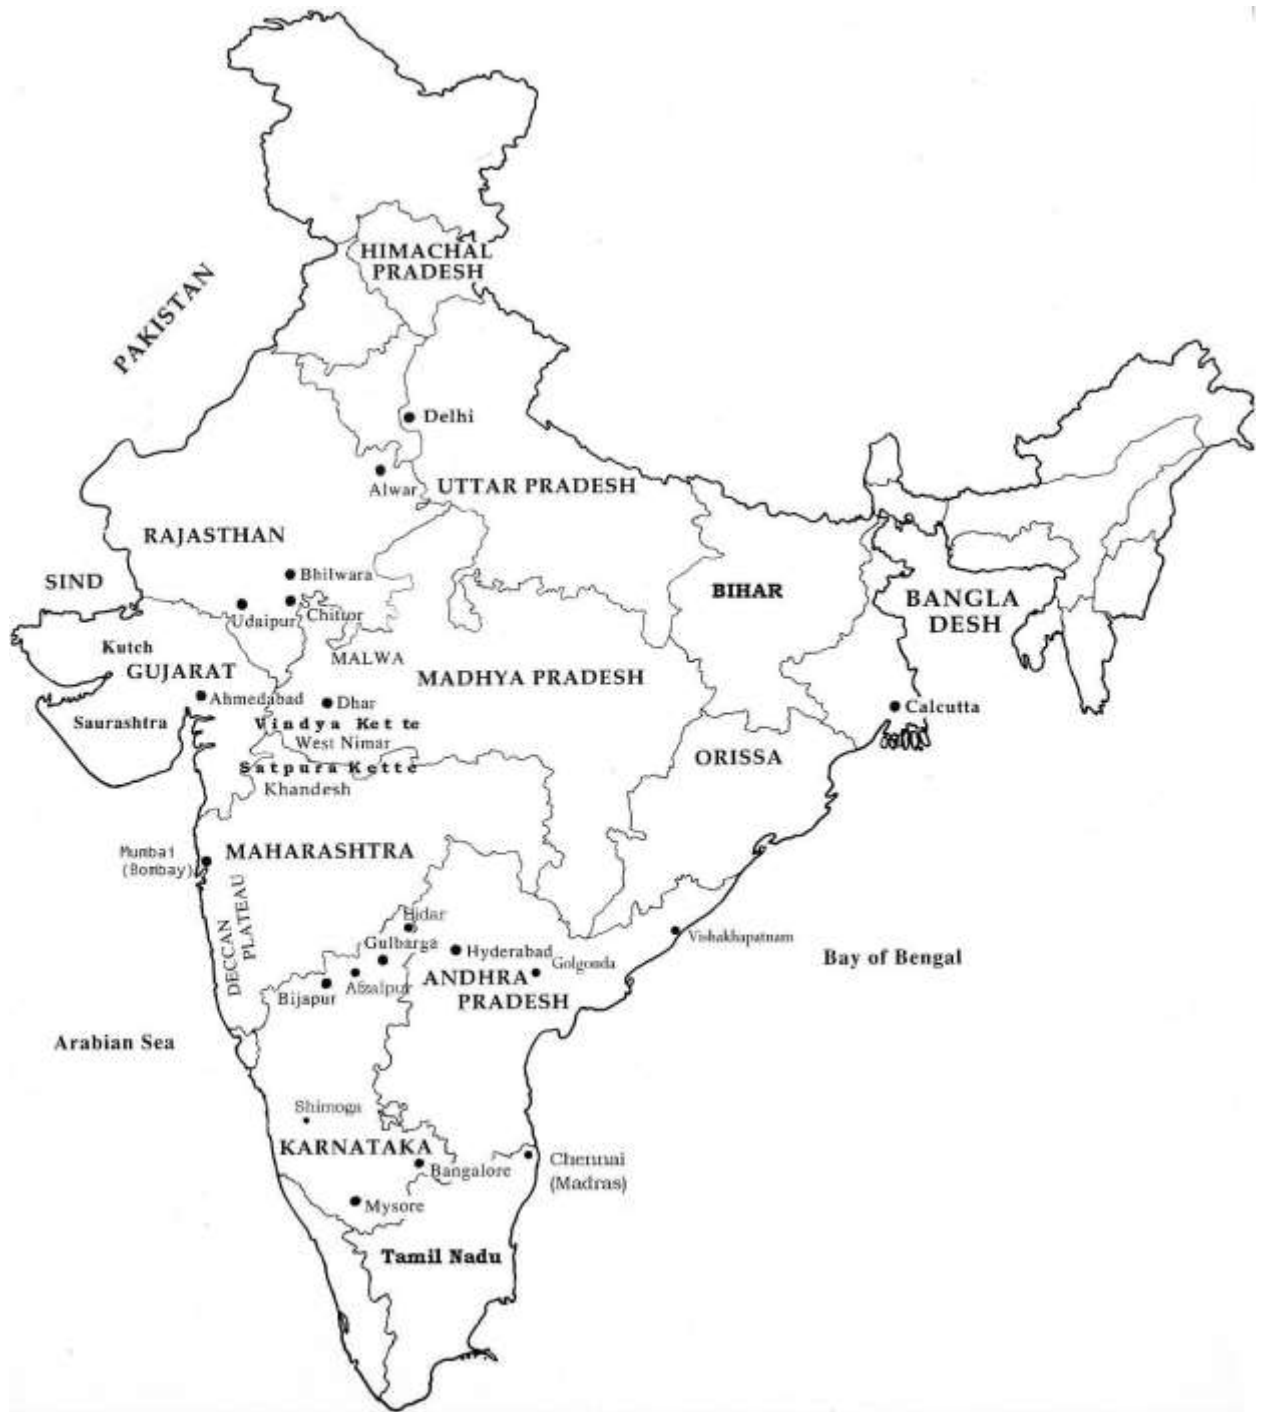 HIMACHAL
PRADESH
PAKISTAN
Delhi
Alwar
UTTAR PRADESH
RAJASTHAN
SIND
Bhilwara
Udaipur
Chittor
BIHAR
BANGLA
DESH
Kutch
GUJARAT
MALWA
MADHYA PRADESH
Ahmedabad
Dhar
Calcutta
Saurashtra
Vindya Kette
West Nimar
ORISSA
Satpura Kette
Khandesh
Mumbai
(Bombay)
MAHARASHTRA
DECCAN
PLATEAU
Bidar
Gulbarga
Hyderabad
Golgonda
Vishakhapatnam
Bay of Bengal
ANDHRA
PRADESH
Bijapur
Afzalpur
Arabian Sea
Shimoga
KARNATAKA
Bangalore
Chennai
(Madras)
Mysore
Tamil Nadu